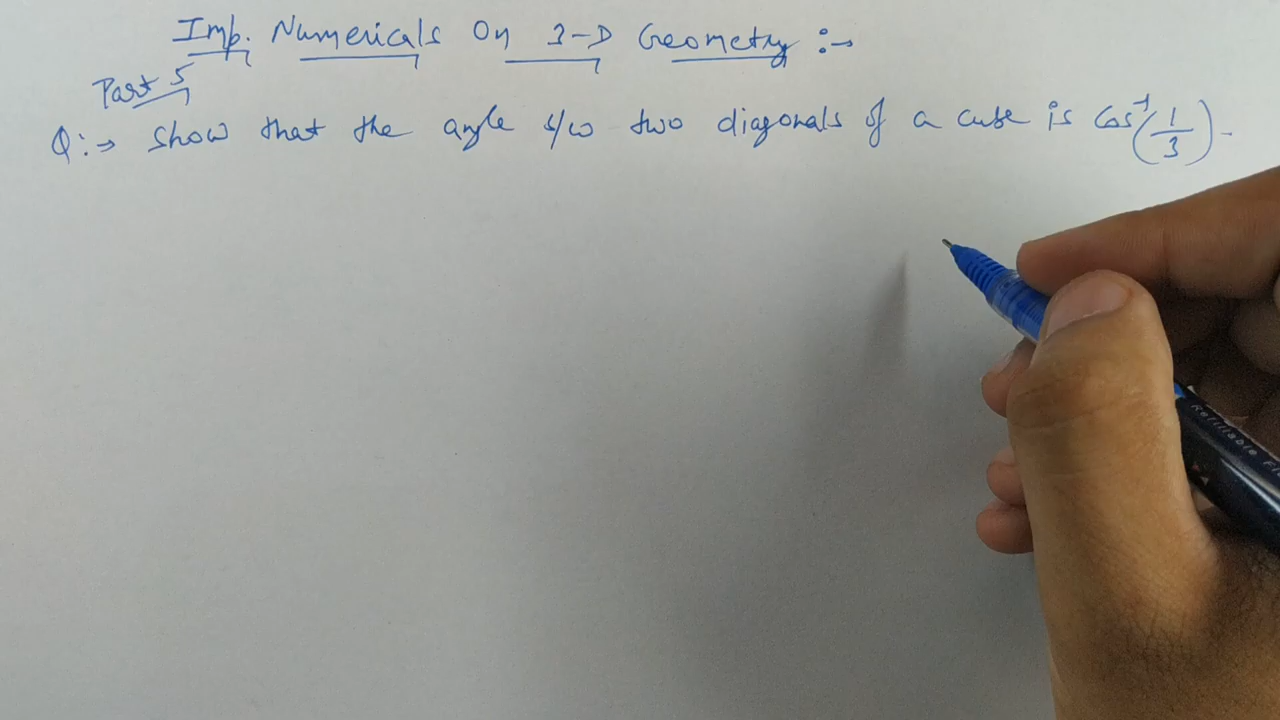 Imp. Numericals On 3-D Geometry :-
Part 5
Q:→ Show that the angle b/w two diagonals of a cube is Cos⁻¹(1/3).
Refillable